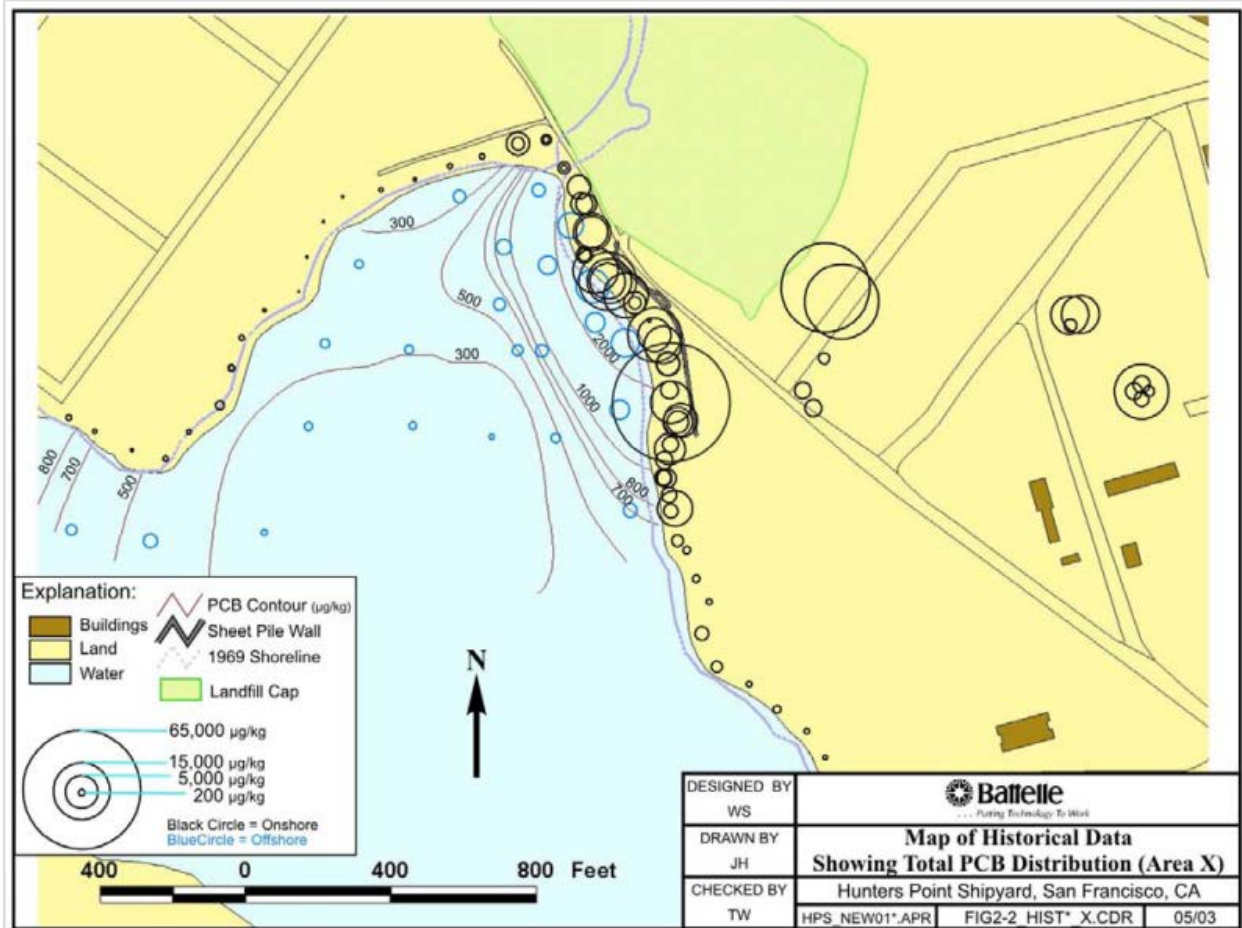 300
500
300
2000
1000
800
700
800
700
500
Explanation:
Buildings
Land
Water
PCB Contour (µg/kg)
Sheet Pile Wall
1969 Shoreline
Landfill Cap
65,000 µg/kg
15,000 µg/kg
5,000 µg/kg
200 µg/kg
Black Circle = Onshore
BlueCircle = Offshore
N
400 0 400 800 Feet
DESIGNED BY
WS
DRAWN BY
JH
CHECKED BY
TW
Battelle
. . . Putting Technology To Work
Map of Historical Data
Showing Total PCB Distribution (Area X)
Hunters Point Shipyard, San Francisco, CA
HPS_NEW01*.APR FIG2-2_HIST*_X.CDR 05/03